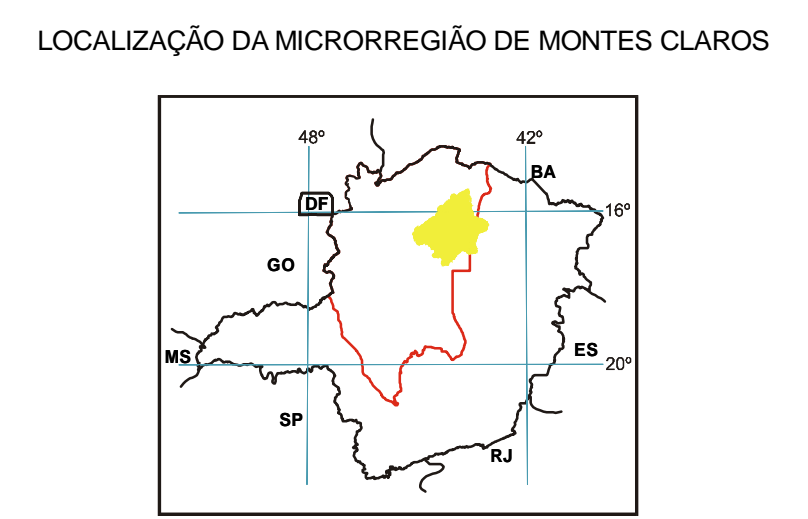 LOCALIZAÇÃO DA MICRORREGIÃO DE MONTES CLAROS
48º
42º
BA
DF
16º
GO
MS
ES
20º
SP
RJ